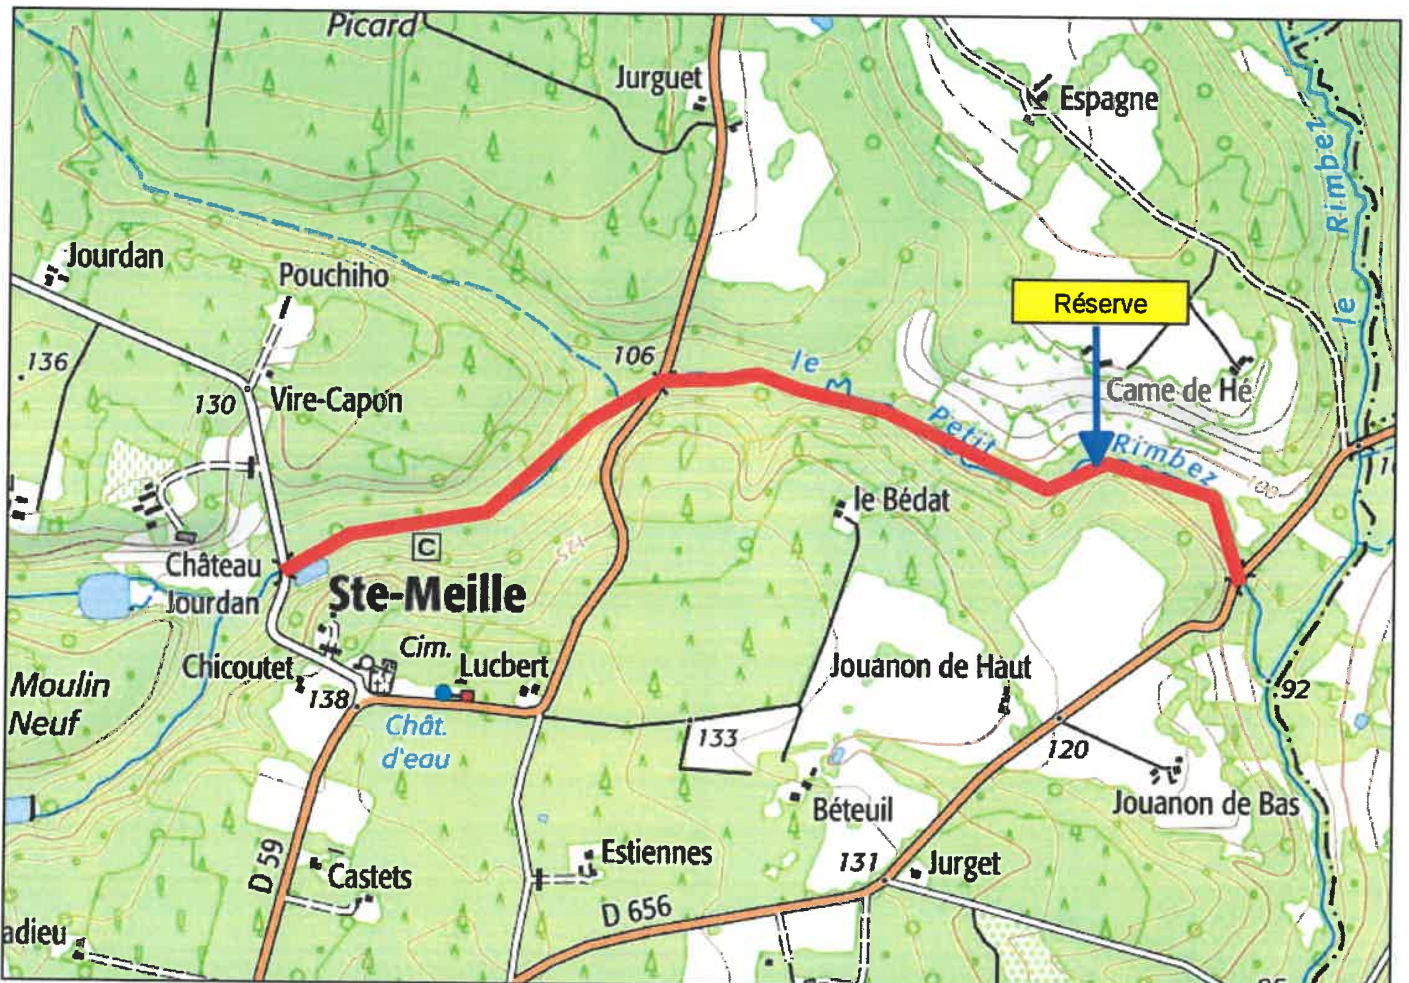 Picard
Jurguet
Espagne
le Rimbez
Jourdan
Pouchiho
Réserve
136
106
le
130
Vire-Capon
Came de Hé
Petit
Rimbez
100
le Bédat
125
C
Château
Jourdan
Ste-Meille
Cim.
Lucbert
Chicoutet
Jouanon de Haut
Moulin
Neuf
138
92
Chât.
d'eau
133
120
Béteuil
Jouanon de Bas
D 59
Castets
Estiennes
131
Jurget
D 656
adieu